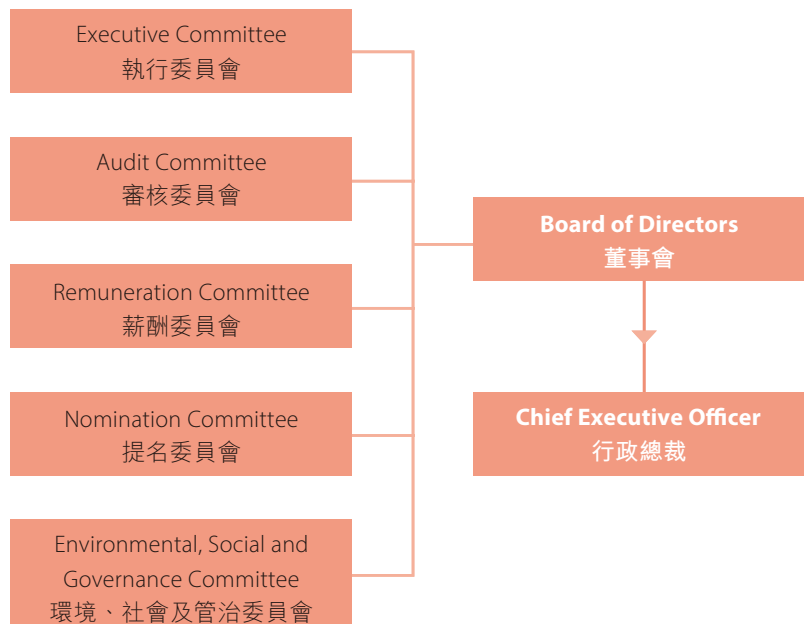 Executive Committee
執行委員會
Audit Committee
審核委員會
Remuneration Committee
薪酬委員會
Nomination Committee
提名委員會
Environmental, Social and
Governance Committee
環境、社會及管治委員會
Board of Directors
董事會
Chief Executive Officer
行政總裁